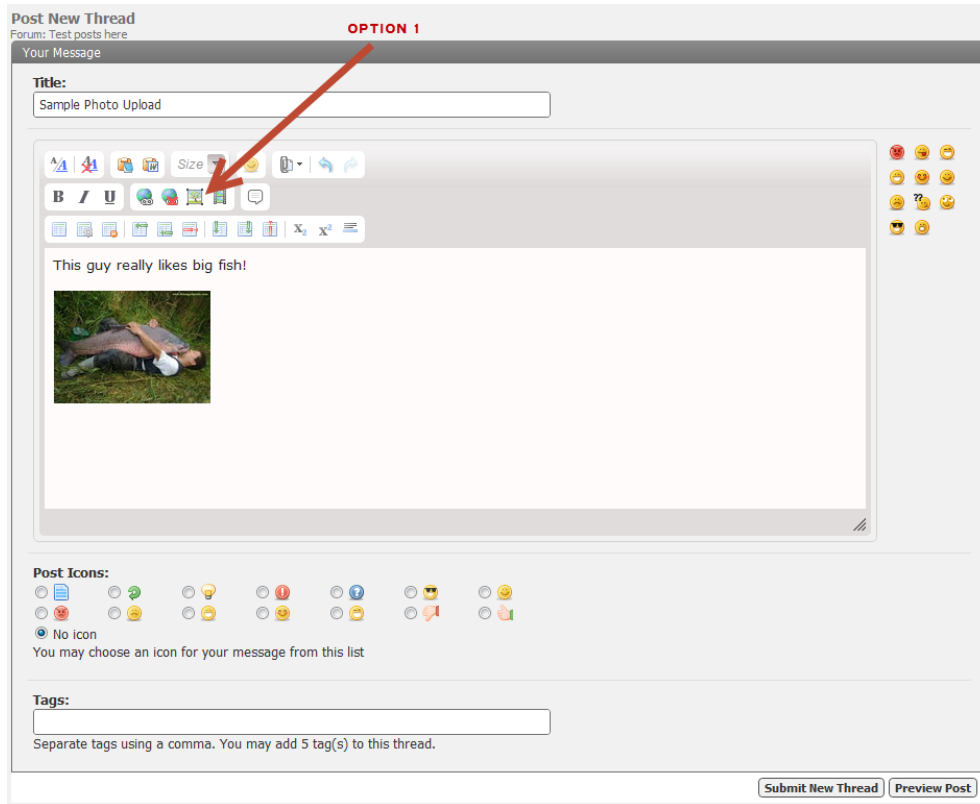 Post New Thread
OPTION 1
Forum: Test posts here
Your Message
Title:
Sample Photo Upload
Size
B I U
X₂ X²
This guy really likes big fish!
Post Icons:
No icon
You may choose an icon for your message from this list
Tags:
Separate tags using a comma. You may add 5 tag(s) to this thread.
Submit New Thread Preview Post